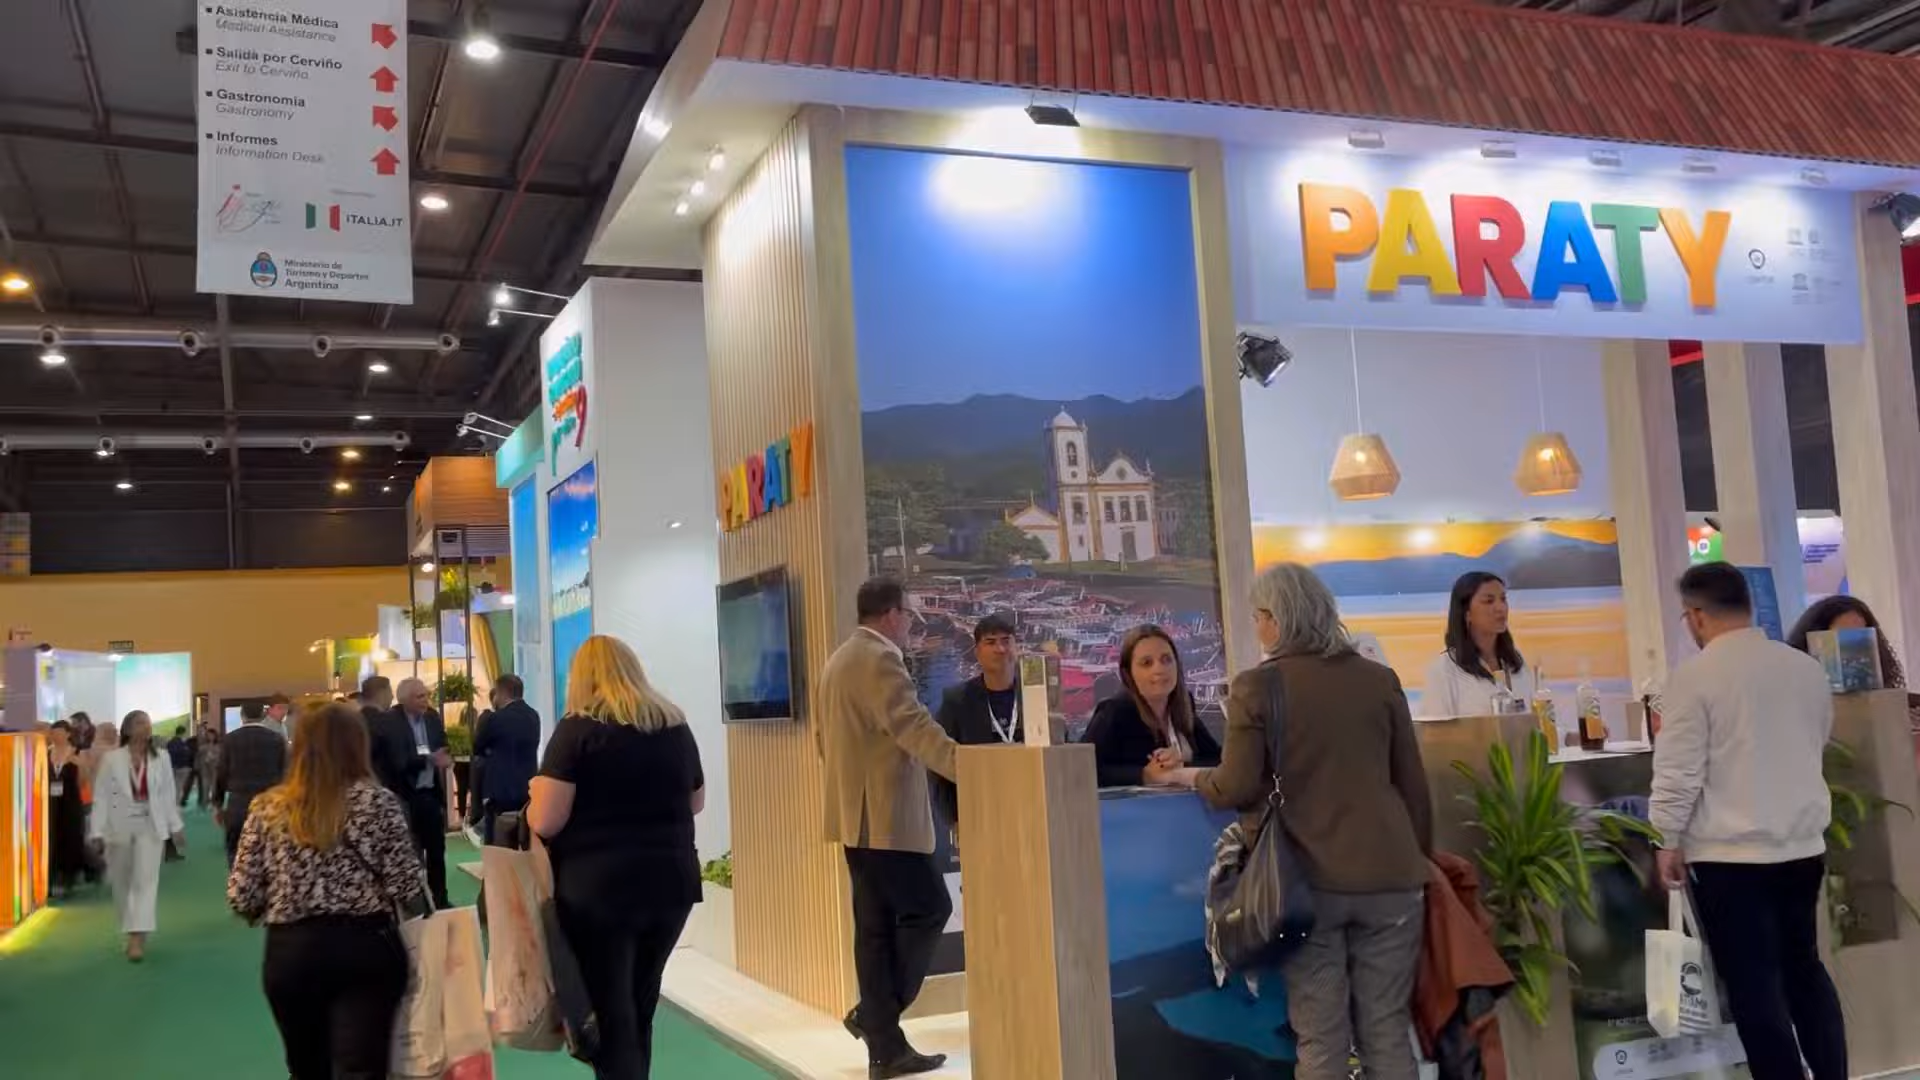 Asistencia Médica
Medical Assistance
Salida por Cerviño
Exit to Cerviño
Gastronomia
Gastronomy
Informes
Information Desk
ITALIA.IT
Ministerio de
Turismo y Deportes
Argentina
PARATY
PARATY